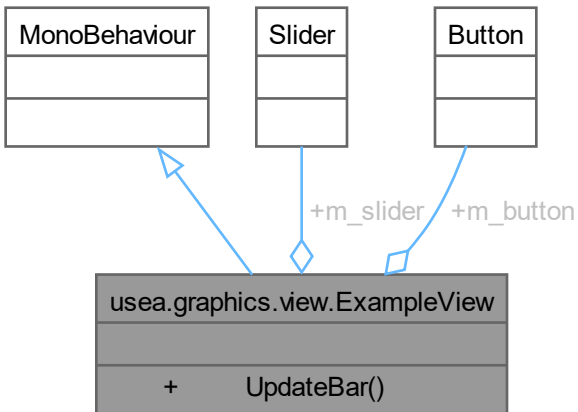 MonoBehaviour Slider Button
+m_slider +m_button
usea.graphics.view.ExampleView
+ UpdateBar()